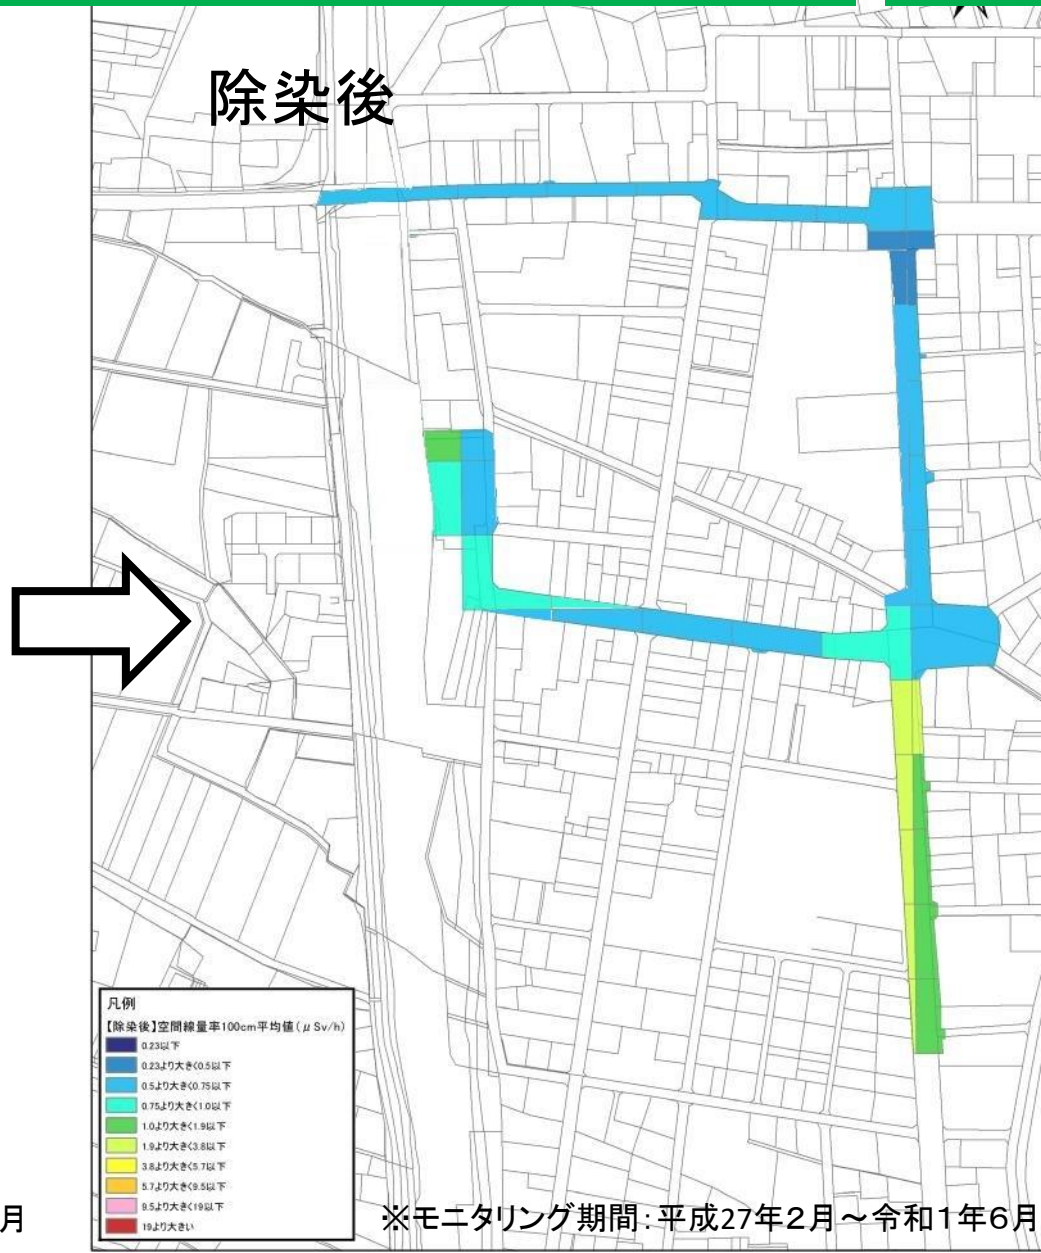 除染後
凡例
【除染後】空間線量率100cm平均値(μSv/h)
0.23以下
0.23より大きく0.5以下
0.5より大きく0.75以下
0.75より大きく1.0以下
1.0より大きく1.9以下
1.9より大きく3.8以下
3.8より大きく5.7以下
5.7より大きく9.5以下
9.5より大きく19以下
19より大きい
月
※モニタリング期間:平成27年2月～令和1年6月